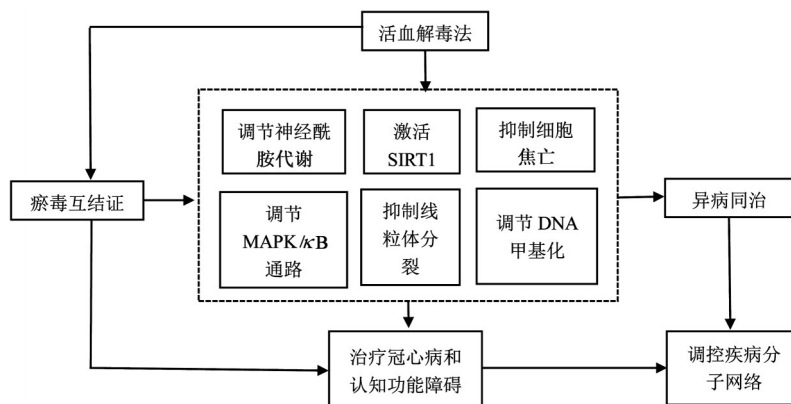 活血解毒法
调节神经酰
胺代谢
激活
SIRT1
抑制细胞
焦亡
瘀毒互结证
调节
MAPK/κB
通路
抑制线
粒体分
裂
调节 DNA
甲基化
异病同治
治疗冠心病和
认知功能障碍
调控疾病分
子网络